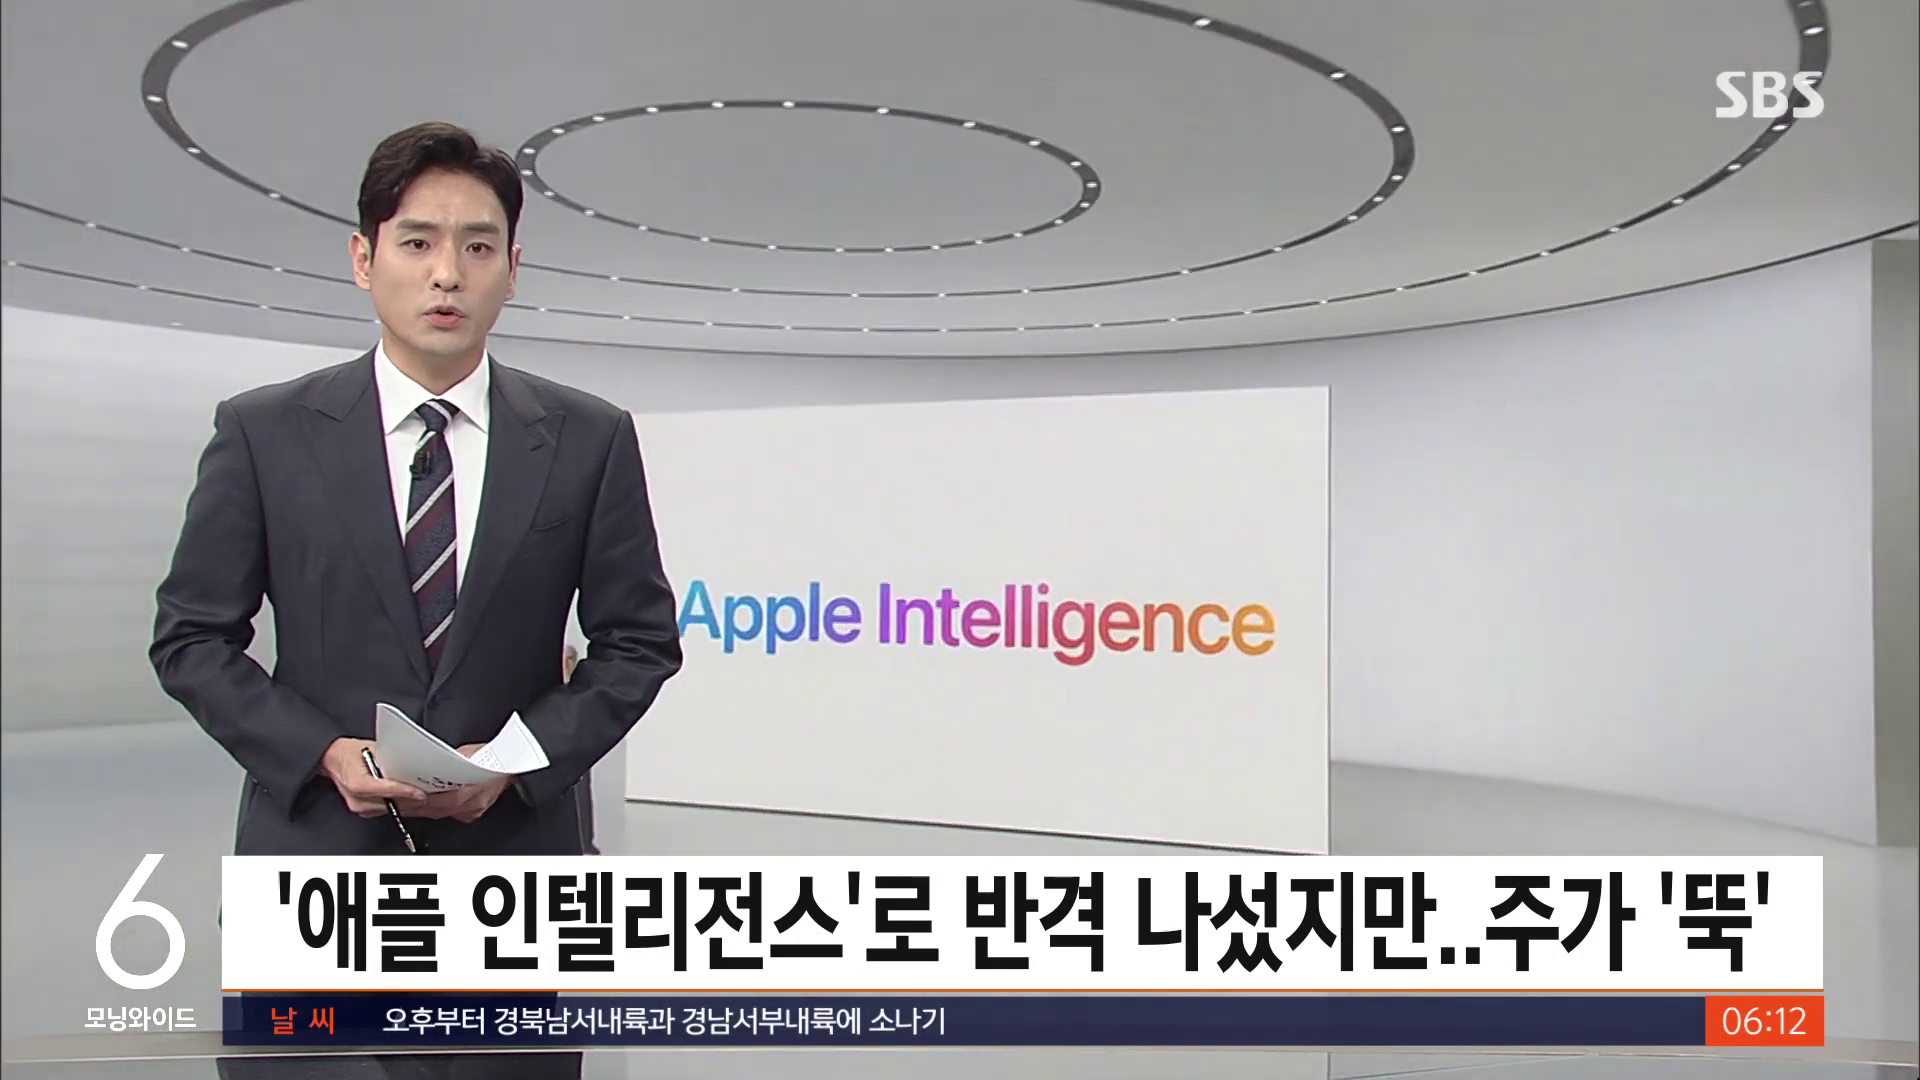 SBS
Apple Intelligence
6
'애플 인텔리전스'로 반격 나섰지만..주가 '뚝'
모닝와이드
날씨 오후부터 경북남서내륙과 경남서부내륙에 소나기
06:12